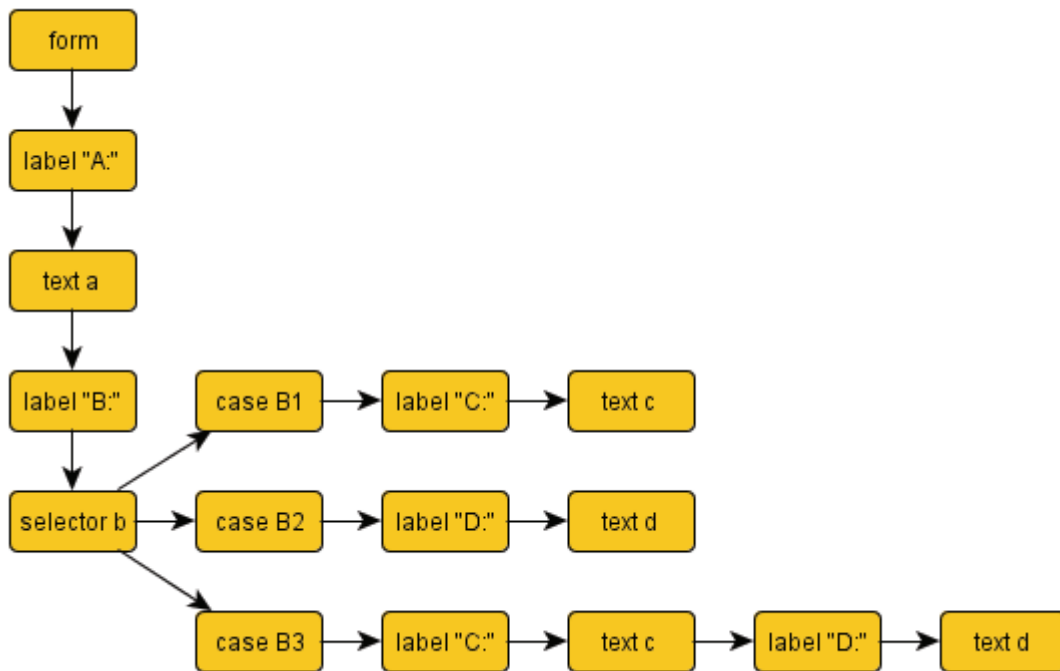 form
label "A:"
text a
label "B:"
case B1
label "C:"
text c
selector b
case B2
label "D:"
text d
case B3
label "C:"
text c
label "D:"
text d